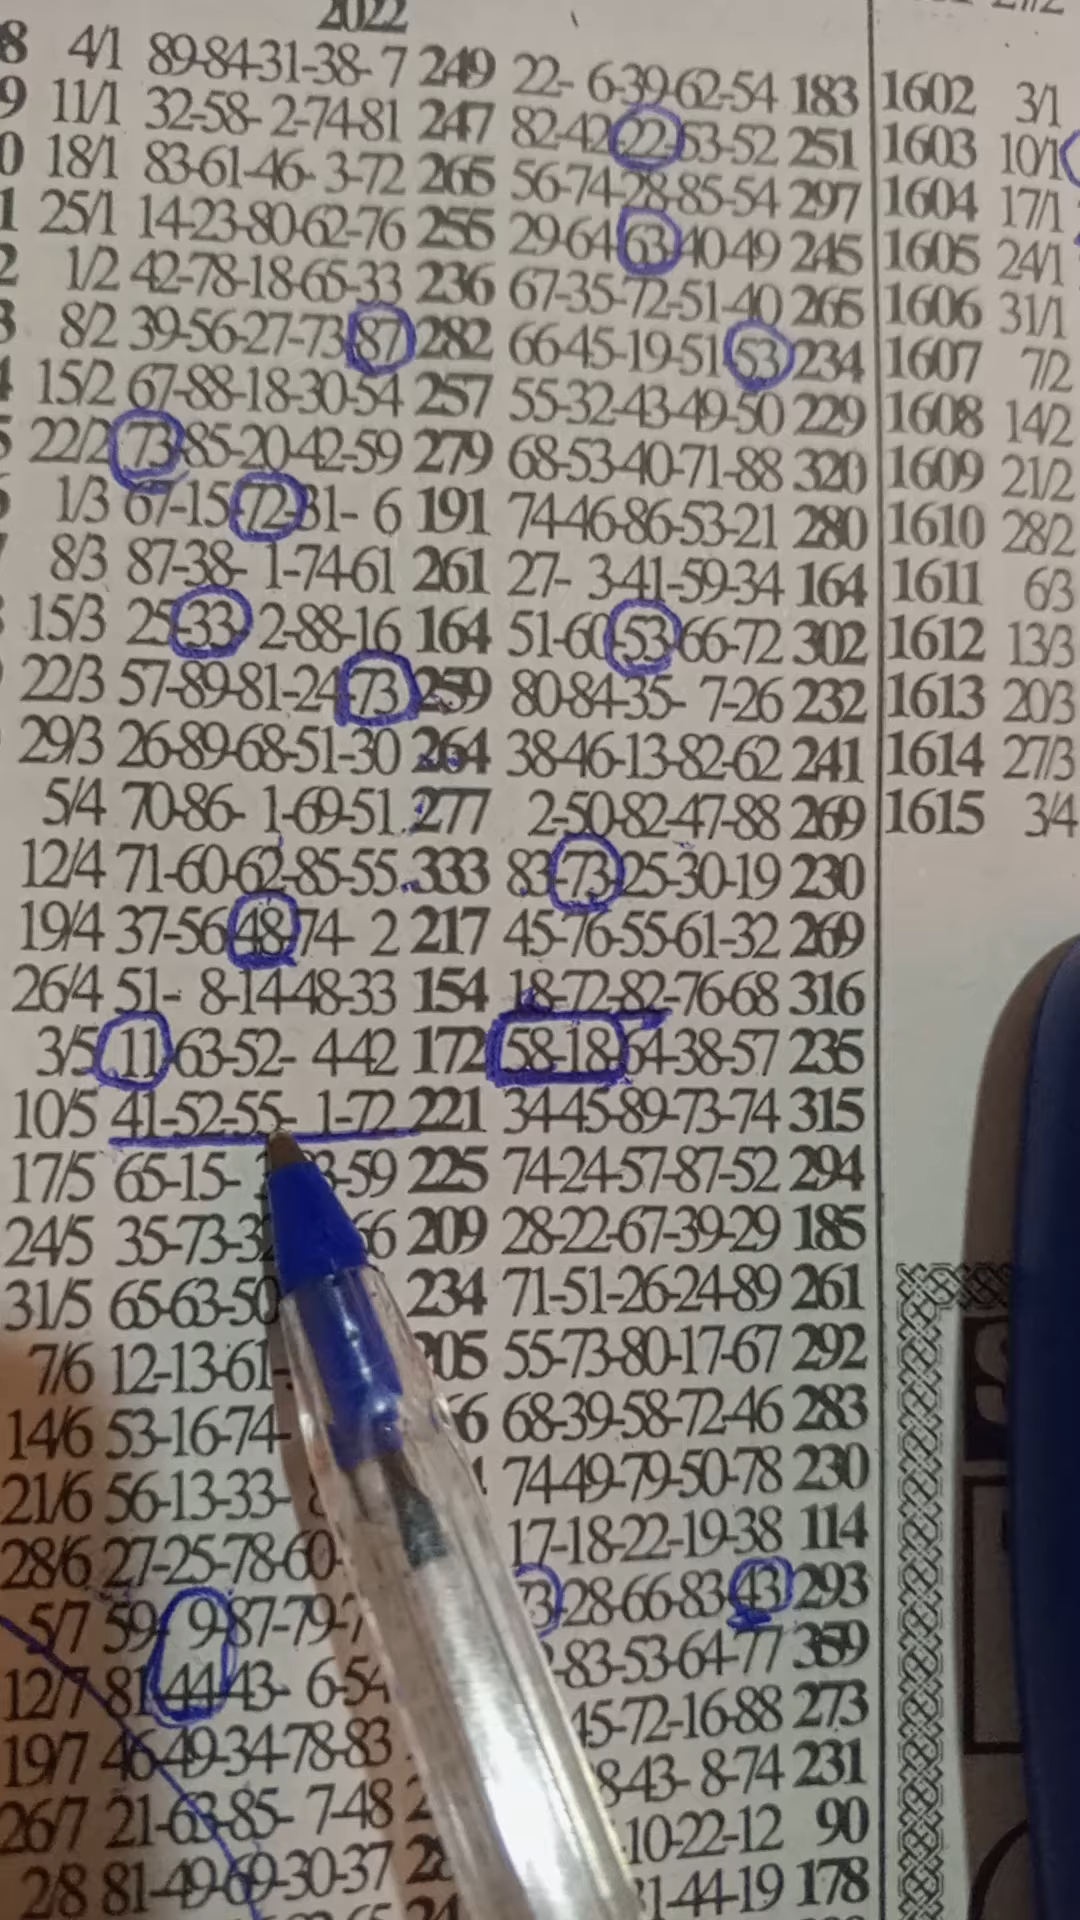 2022
8 4/1 89-84-31-38- 7 249 22- 6-39-62-54 183 1602 3/1
9 11/1 32-58- 2-74-81 247 82-42-22-53-52 251 1603 10/1
0 18/1 83-61-46- 3-72 265 56-74-28-85-54 297 1604 17/1
1 25/1 14-23-80-62-76 255 29-64-63-40-49 245 1605 24/1
2 1/2 42-78-18-65-33 236 67-35-72-51-40 265 1606 31/1
3 8/2 39-56-27-73-87 282 66-45-19-51-53 234 1607 7/2
4 15/2 67-88-18-30-54 257 55-32-43-49-50 229 1608 14/2
5 22/2 73-85-20-42-59 279 68-53-40-71-88 320 1609 21/2
6 1/3 67-15-72-31- 6 191 74-46-86-53-21 280 1610 28/2
8/3 87-38- 1-74-61 261 27- 3-41-59-34 164 1611 6/3
15/3 25-33- 2-88-16 164 51-60-53-66-72 302 1612 13/3
22/3 57-89-81-24-73 259 80-84-35- 7-26 232 1613 20/3
29/3 26-89-68-51-30 264 38-46-13-82-62 241 1614 27/3
5/4 70-86- 1-69-51 277 2-50-82-47-88 269 1615 3/4
12/4 71-60-62-85-55 333 83-73-25-30-19 230
19/4 37-56-48-74- 2 217 45-76-55-61-32 269
26/4 51- 8-14-48-33 154 18-72-82-76-68 316
3/5 11-63-52- 4-42 172 58-18-64-38-57 235
10/5 41-52-55- 1-72 221 34-45-89-73-74 315
17/5 65-15- 3-59 225 74-24-57-87-52 294
24/5 35-73-3 66 209 28-22-67-39-29 185
31/5 65-63-50 234 71-51-26-24-89 261
7/6 12-13-61- 05 55-73-80-17-67 292
14/6 53-16-74- 6 68-39-58-72-46 283
21/6 56-13-33- 74-49-79-50-78 230
28/6 27-25-78-60- 17-18-22-19-38 114
5/7 59- 9-87-79-7 3-28-66-83-43 293
12/7 81-44-43- 6-54 -83-53-64-77 359
19/7 46-49-34-78-83 45-72-16-88 273
26/7 21-63-85- 7-48 2 8-43- 8-74 231
2/8 81-49-69-30-37 10-22-12 90
1-44-19 178